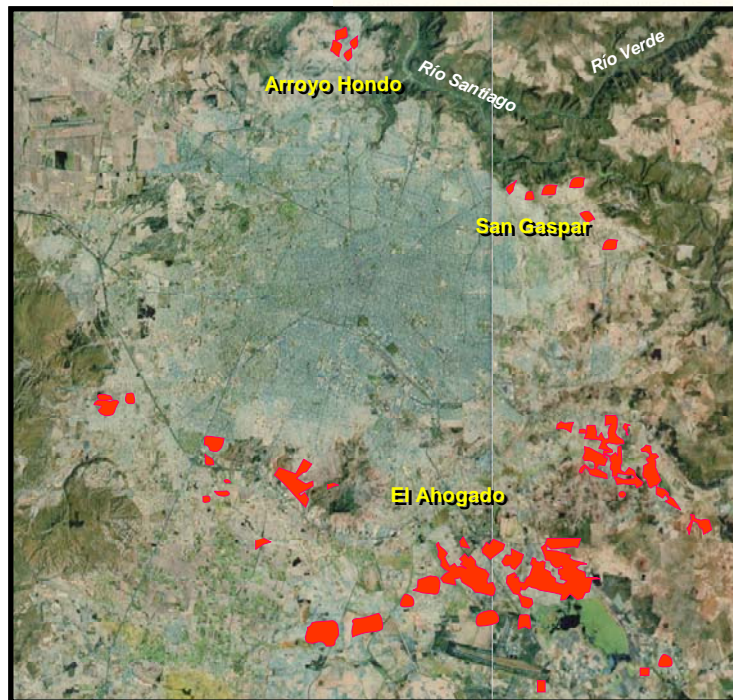 Río Verde
Arroyo Hondo
Río Santiago
San Gaspar
El Ahogado